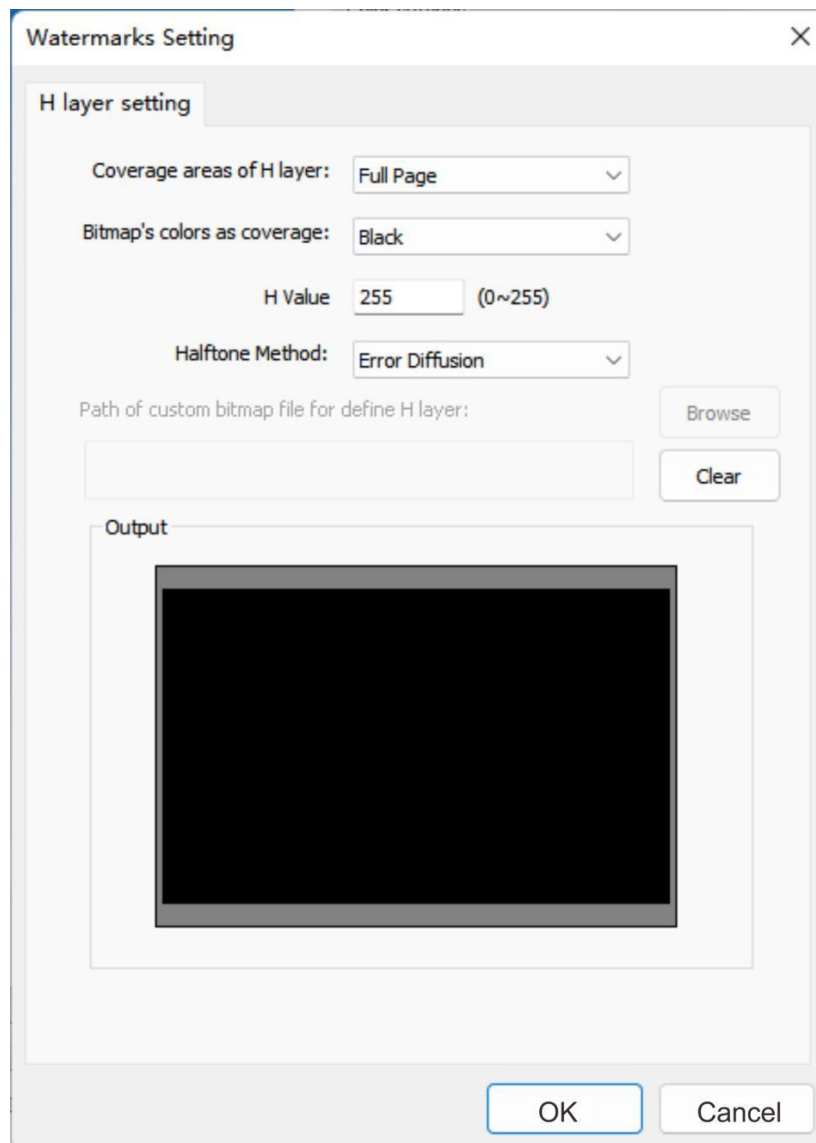 Watermarks Setting
H layer setting
Coverage areas of H layer: Full Page
Bitmap's colors as coverage: Black
H Value 255 (0~255)
Halftone Method: Error Diffusion
Path of custom bitmap file for define H layer: Browse
Clear
Output
OK Cancel